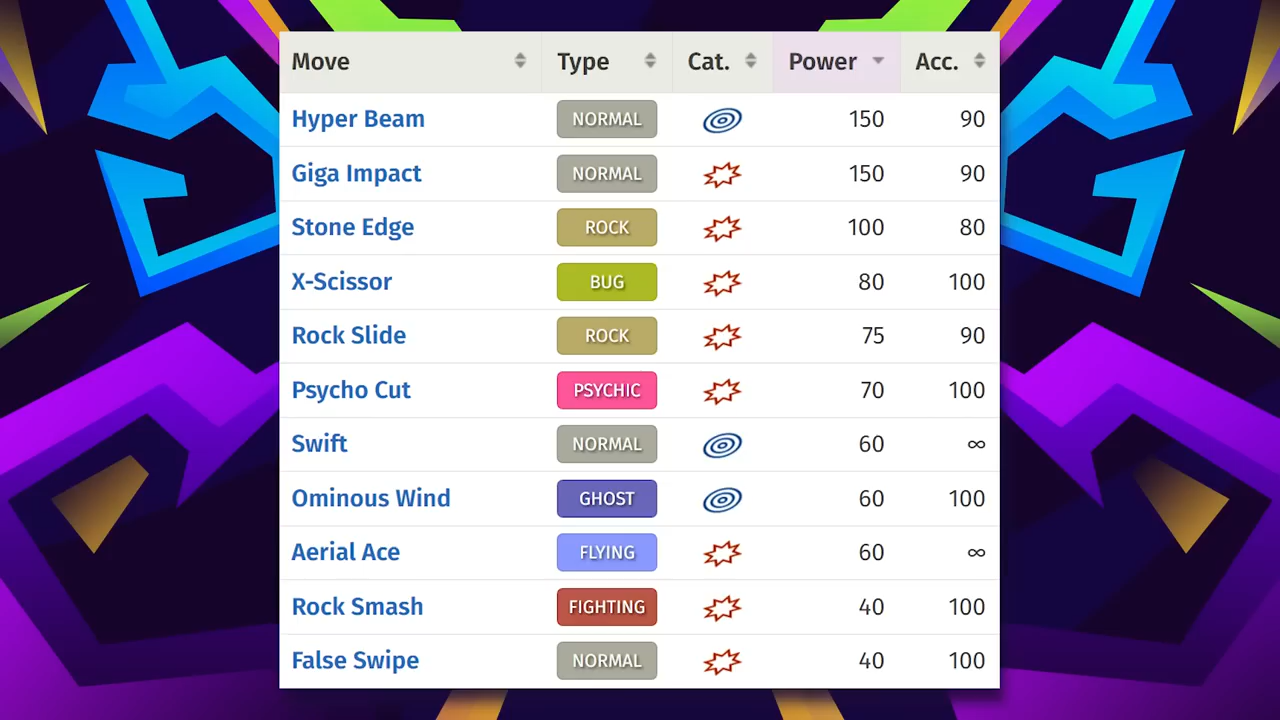 Move Type Cat. Power Acc.
Hyper Beam NORMAL 150 90
Giga Impact NORMAL 150 90
Stone Edge ROCK 100 80
X-Scissor BUG 80 100
Rock Slide ROCK 75 90
Psycho Cut PSYCHIC 70 100
Swift NORMAL 60 ∞
Ominous Wind GHOST 60 100
Aerial Ace FLYING 60 ∞
Rock Smash FIGHTING 40 100
False Swipe NORMAL 40 100